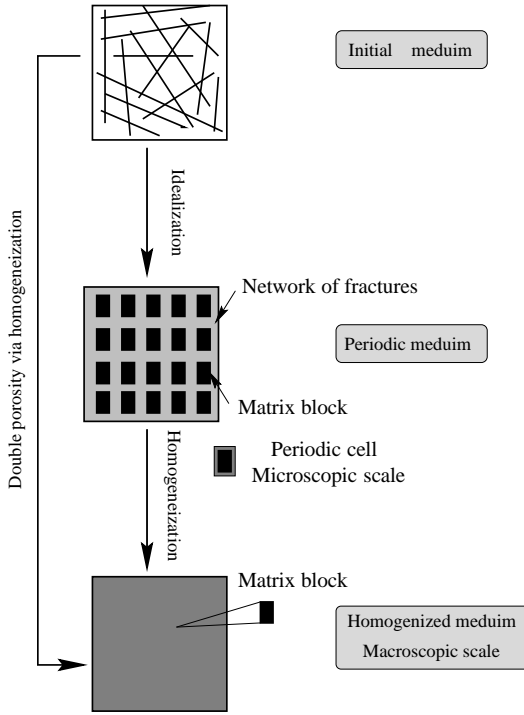 Initial meduim
Idealization
Double porosity via homogeneization
Network of fractures
Periodic meduim
Matrix block
Homogeneization
Periodic cell
Microscopic scale
Matrix block
Homogenized meduim
Macroscopic scale